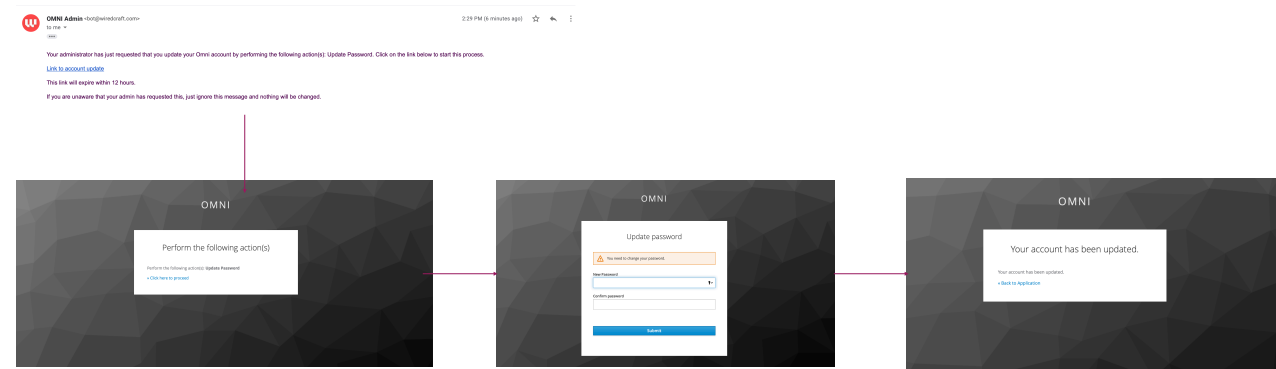 OMNI Admin <bot@wiredcraft.com>
2:29 PM (6 minutes ago)
to me
Your administrator has just requested that you update your Omni account by performing the following action(s): Update Password. Click on the link below to start this process.
Link to account update
This link will expire within 12 hours.
If you are unaware that your admin has requested this, just ignore this message and nothing will be changed.
OMNI
Perform the following action(s)
Perform the following action(s): Update Password
» Click here to proceed
OMNI
Update password
You need to change your password.
New Password
Confirm password
Submit
OMNI
Your account has been updated.
Your account has been updated.
« Back to Application